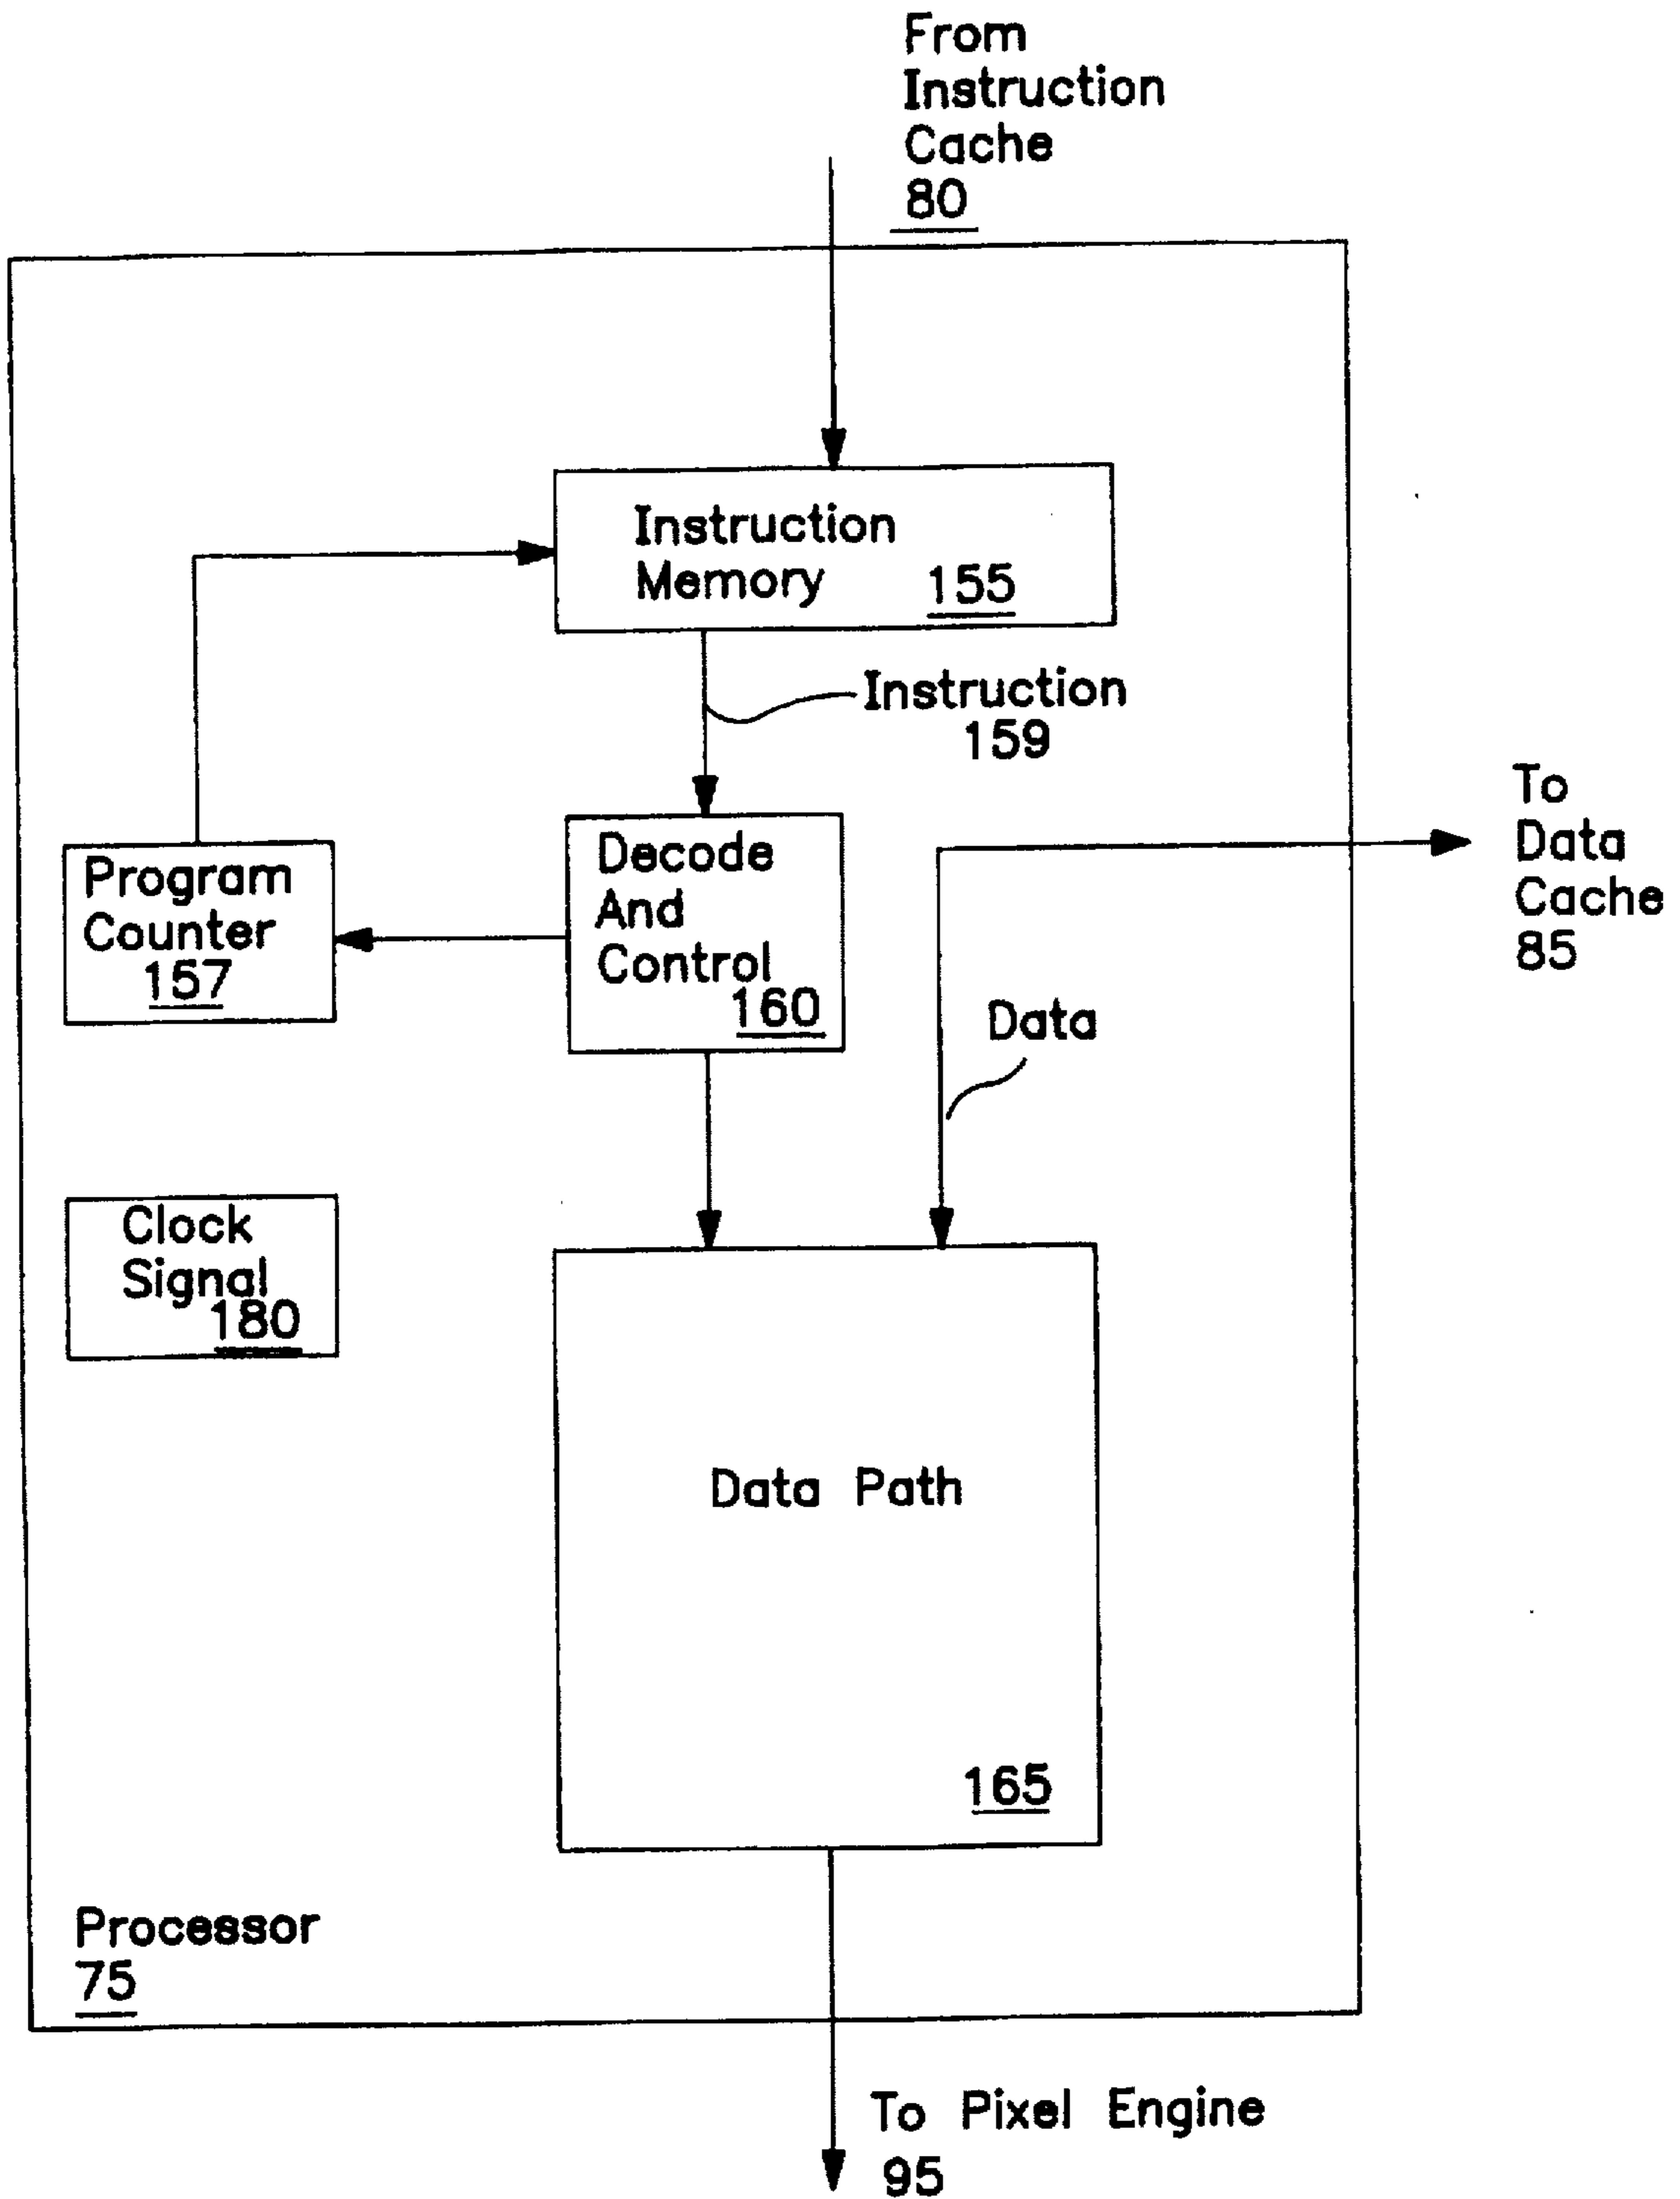 From
Instruction
Cache
80
Instruction
Memory 155
Instruction
159
To
Data
Cache
85
Program
Counter
157
Decode
And
Control
160
Data
Clock
Signal
180
Data Path
165
Processor
75
To Pixel Engine
95